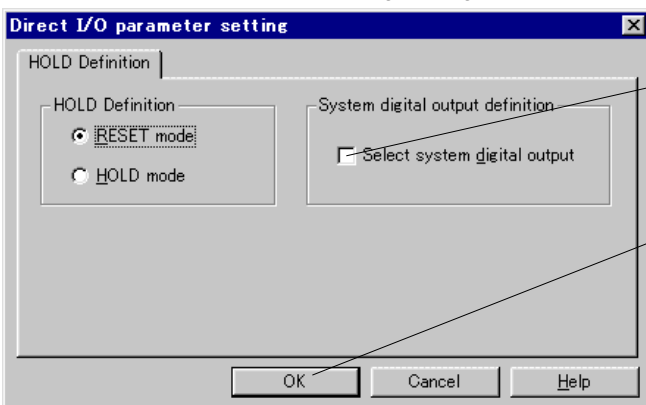 Direct I/O parameter setting
HOLD Definition
HOLD Definition
RESET mode
HOLD mode
System digital output definition
Select system digital output
OK
Cancel
Help